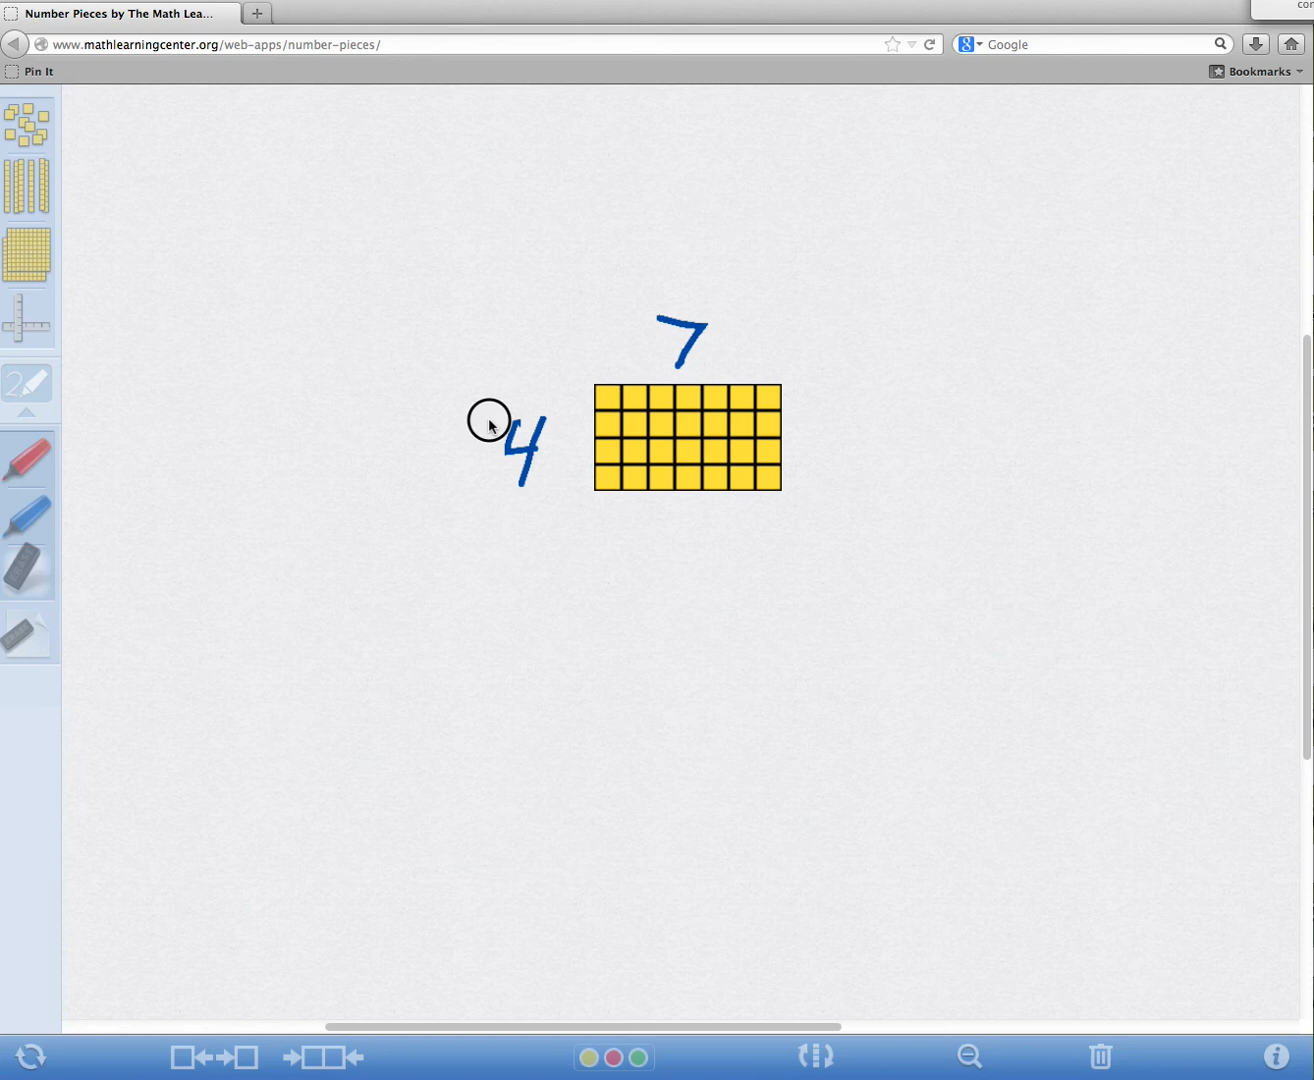 Number Pieces by The Math Lea...
www.mathlearningcenter.org/web-apps/number-pieces/
Google
Pin It
Bookmarks
7
4
2